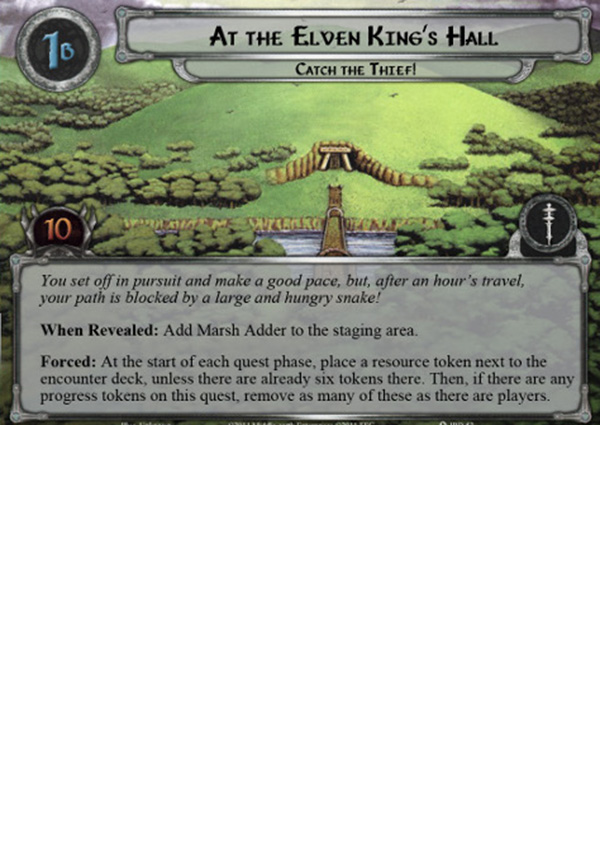 1B
At the Elven King's Hall
Catch the Thief!
10
You set off in pursuit and make a good pace, but, after an hour's travel,
your path is blocked by a large and hungry snake!
When Revealed: Add Marsh Adder to the staging area.
Forced: At the start of each quest phase, place a resource token next to the
encounter deck, unless there are already six tokens there. Then, if there are any
progress tokens on this quest, remove as many of these as there are players.